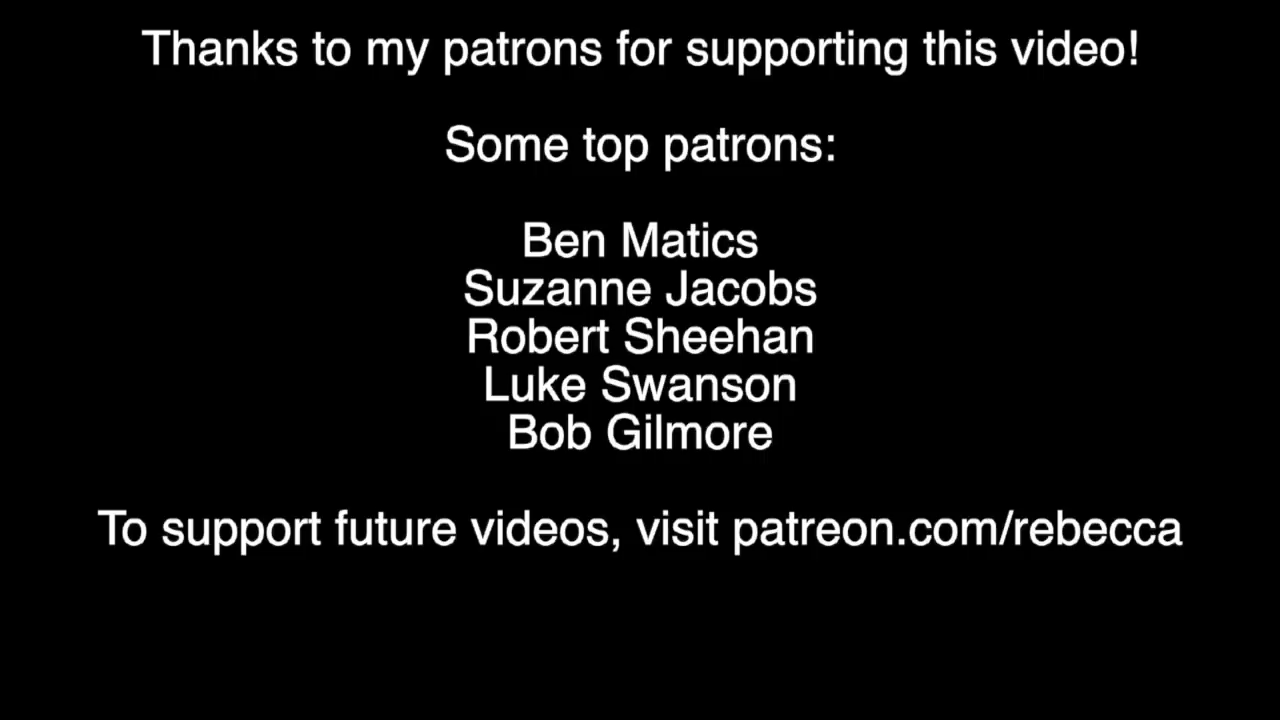 Thanks to my patrons for supporting this video!
Some top patrons:
Ben Matics
Suzanne Jacobs
Robert Sheehan
Luke Swanson
Bob Gilmore
To support future videos, visit patreon.com/rebecca